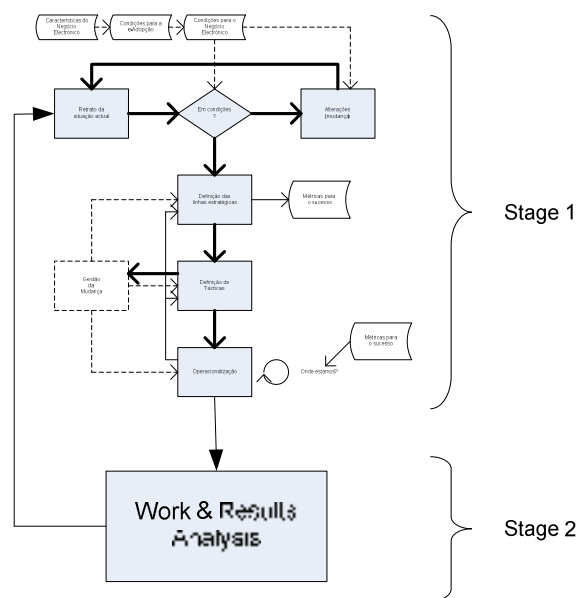 Características do
Negócio
Electrónico
Condições para a
eAdopção
Condições para o
Negócio
Electrónico
Retrato da
situação actual
Em condições
?
Alterações
(mudança)
Definição das
linhas estratégicas
Métricas para
o sucesso
Stage 1
Gestão
da
Mudança
Definição de
Tácticas
Métricas para
o sucesso
Operacionalização
Onde estamos?
Work & Results
Analysis
Stage 2